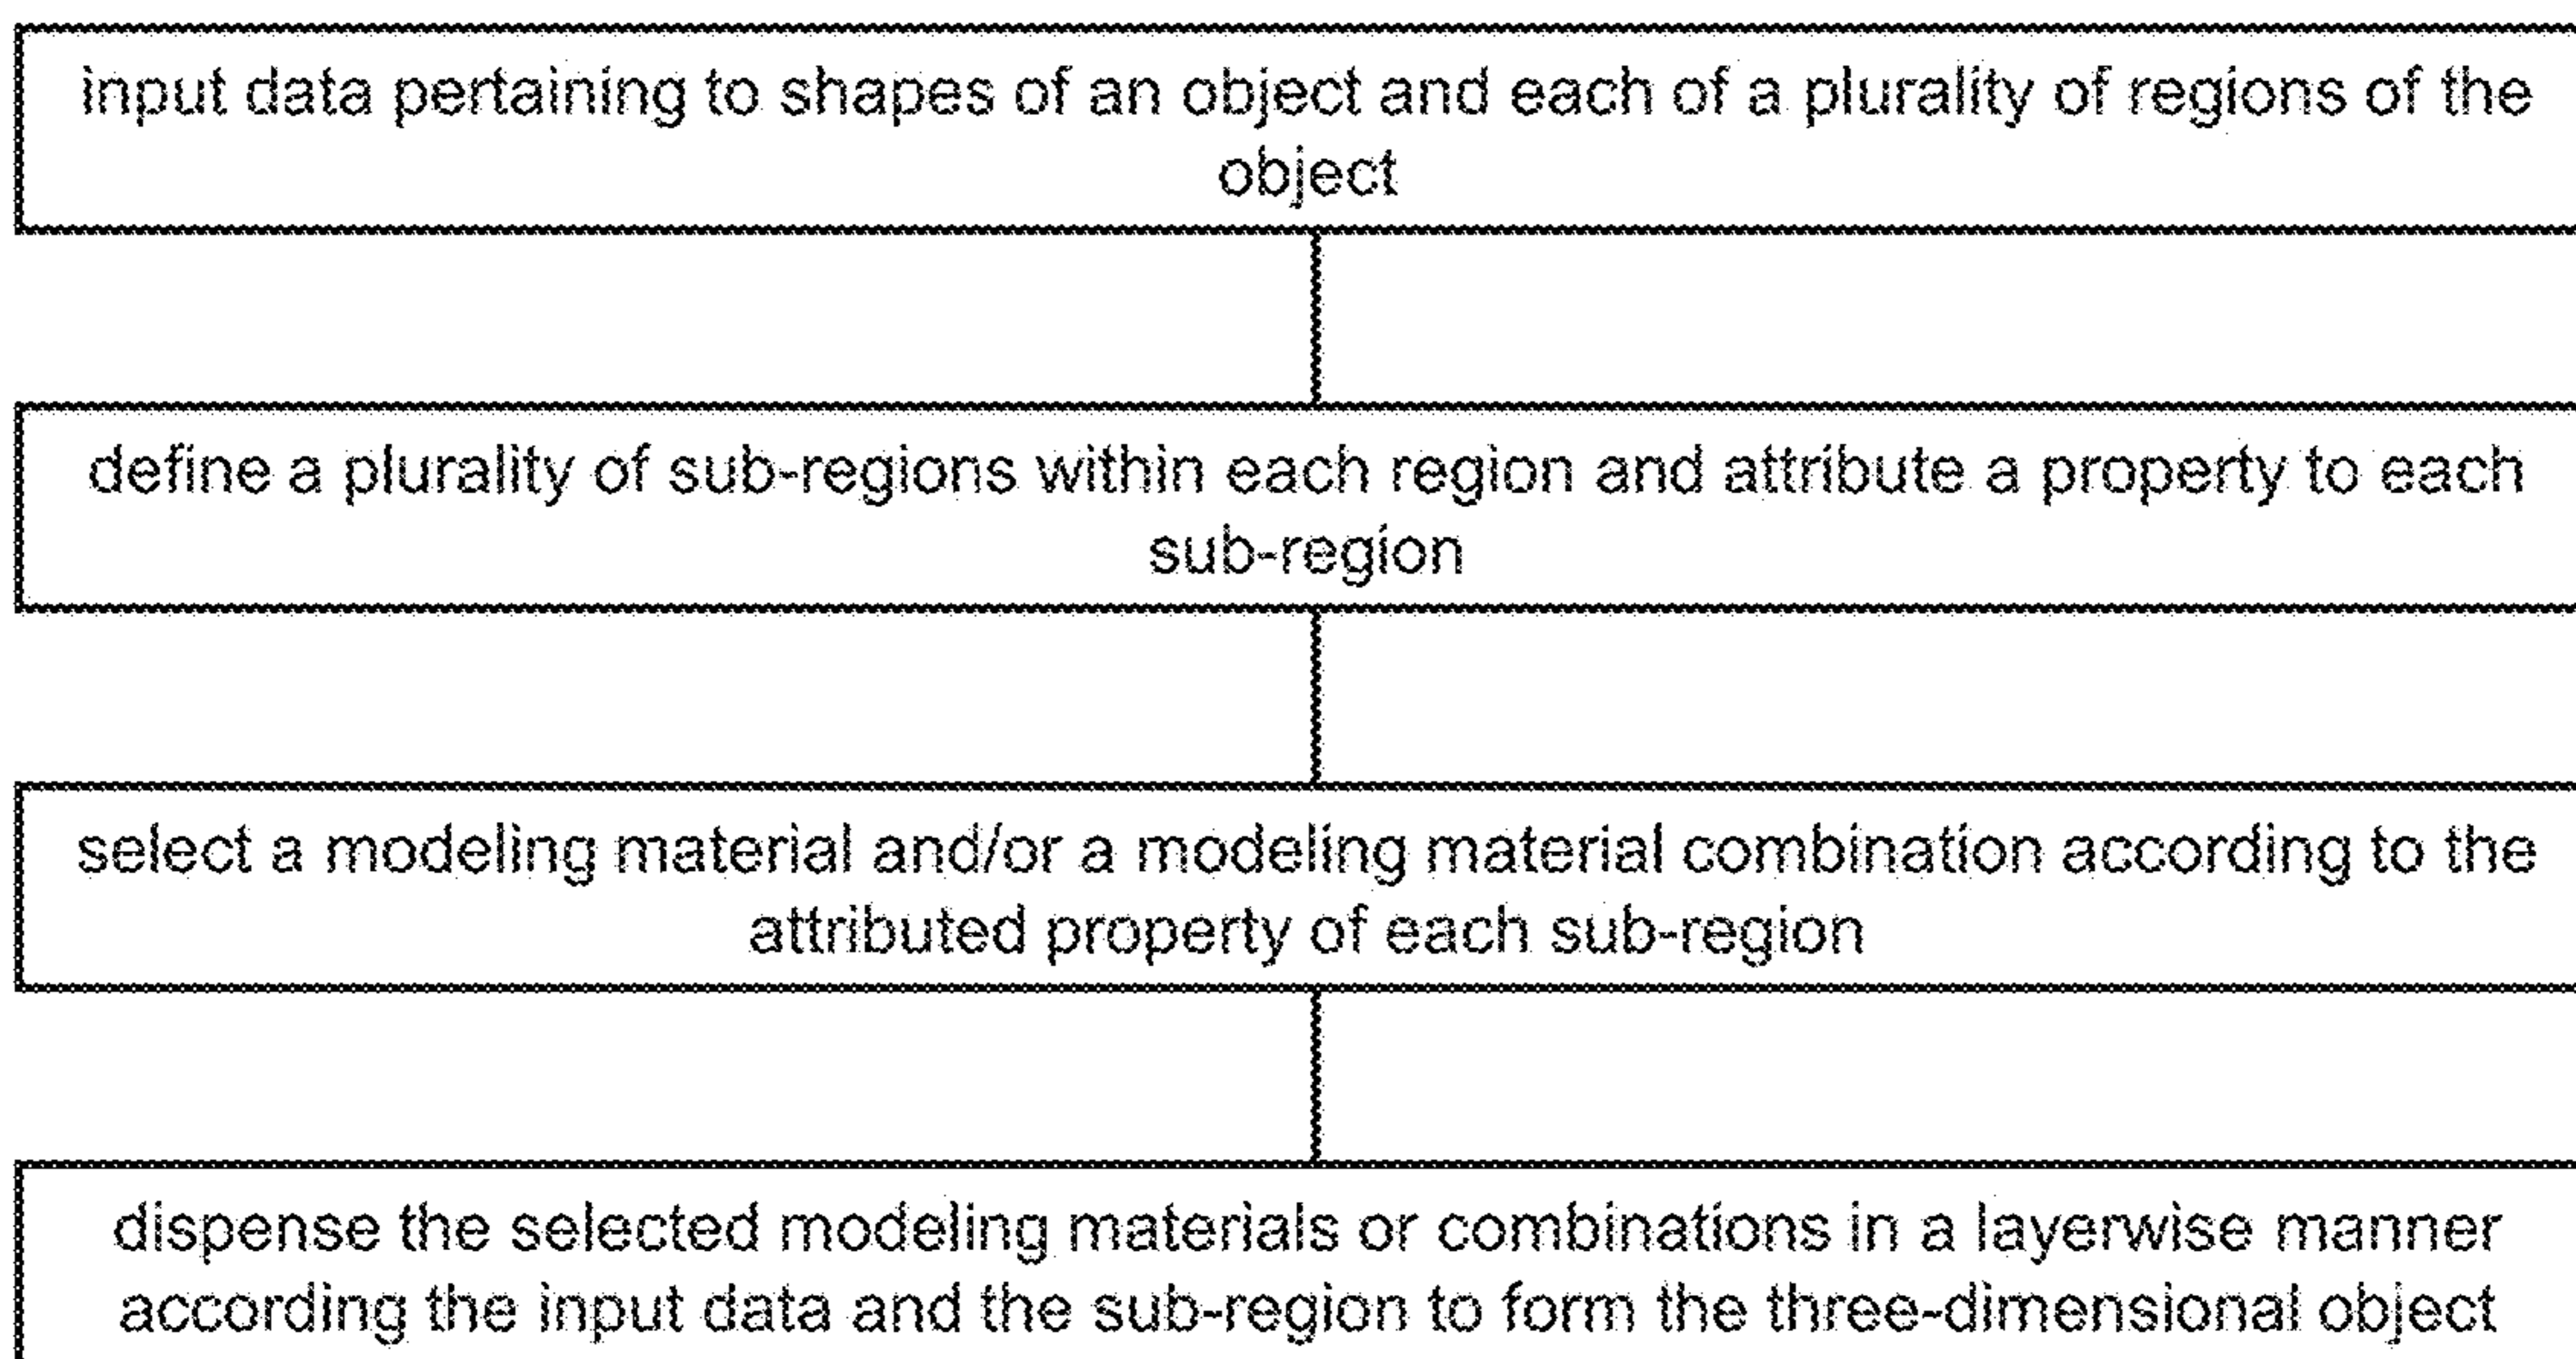 input data pertaining to shapes of an object and each of a plurality of regions of the
object
define a plurality of sub-regions within each region and attribute a property to each
sub-region
select a modeling material and/or a modeling material combination according to the
attributed property of each sub-region
dispense the selected modeling materials or combinations in a layerwise manner
according the input data and the sub-region to form the three-dimensional object